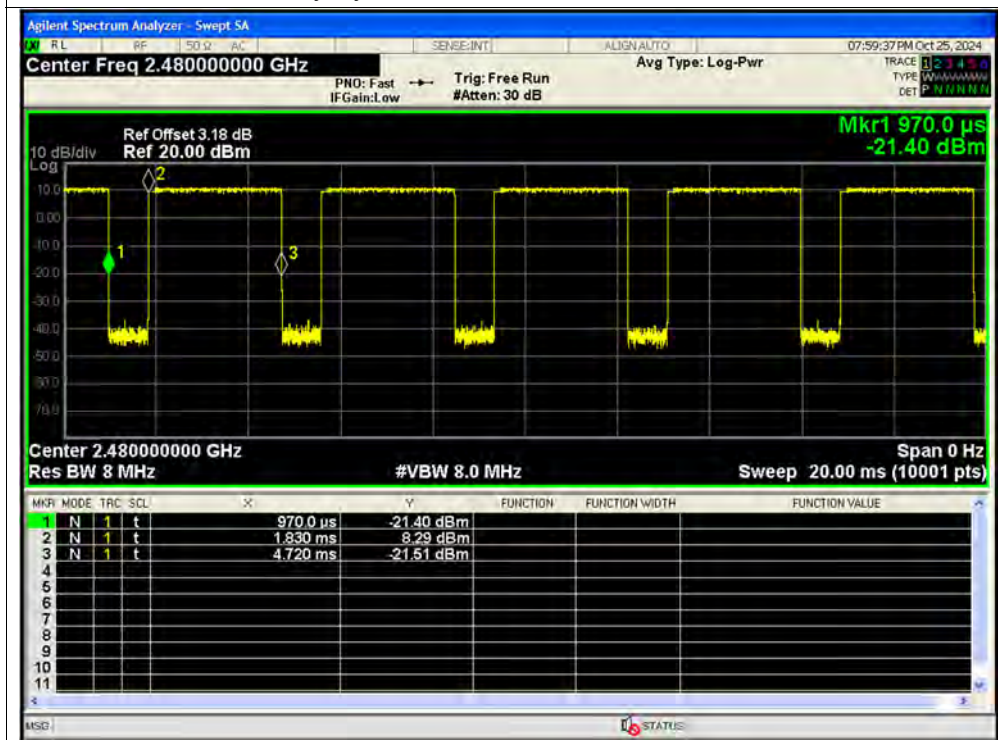 Agilent Spectrum Analyzer - Swept SA
RL RF 50 Ω AC SENSE:INT ALIGN AUTO 07:59:37 PM Oct 25, 2024
Center Freq 2.480000000 GHz
PNO: Fast
IFGain:Low
Trig: Free Run
#Atten: 30 dB
Avg Type: Log-Pwr
TRACE 1 2 3 4 5 6
TYPE WWWWWW
DET P N N N N N
Mkr1 970.0 µs
-21.40 dBm
Ref Offset 3.18 dB
10 dB/div Ref 20.00 dBm
Log
10.0
0.00
-10.0
-20.0
-30.0
-40.0
-50.0
-60.0
-70.0
1
2
3
Center 2.480000000 GHz Span 0 Hz
Res BW 8 MHz #VBW 8.0 MHz Sweep 20.00 ms (10001 pts)
MKR MODE TRC SCL X Y FUNCTION FUNCTION WIDTH FUNCTION VALUE
1 N 1 t 970.0 µs -21.40 dBm
2 N 1 t 1.830 ms 8.29 dBm
3 N 1 t 4.720 ms -21.51 dBm
4
5
6
7
8
9
10
11
MSG STATUS